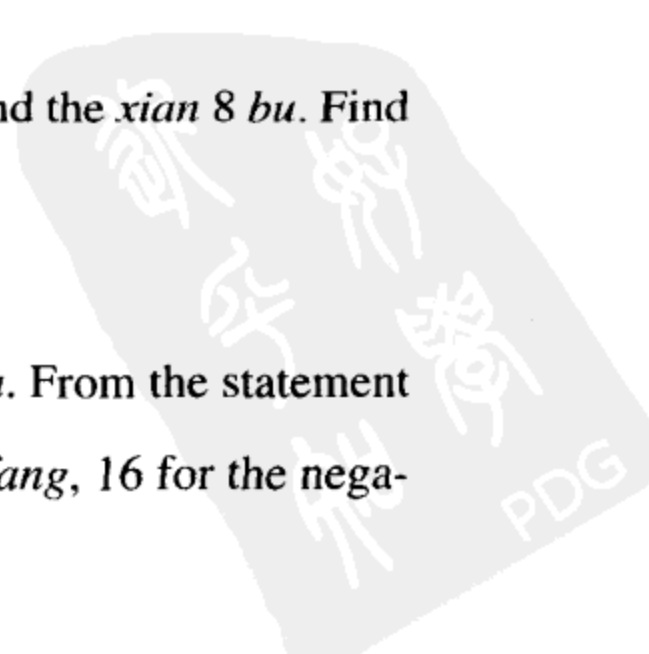 nd the xian 8 bu. Find
. From the statement
ang, 16 for the nega-
PDG